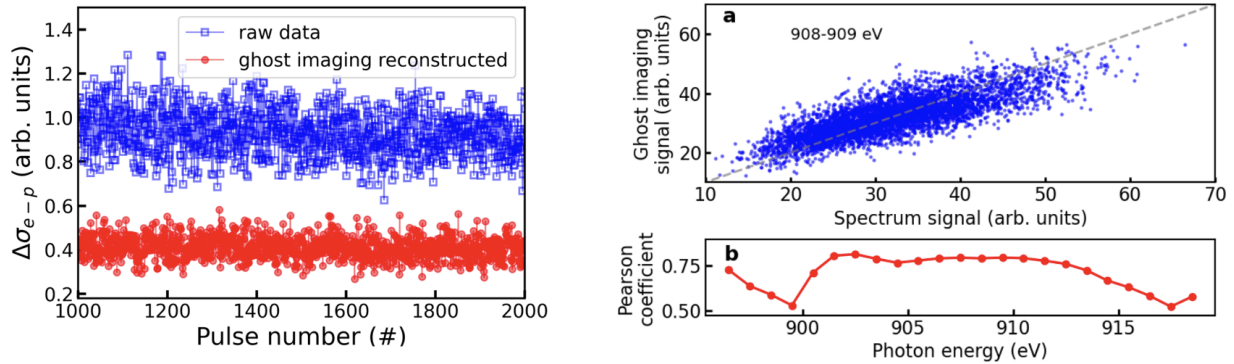 1.4
1.2
1.0
0.8
0.6
0.4
0.2
Δσₑ₋ₚ (arb. units)
raw data
ghost imaging reconstructed
1000 1200 1400 1600 1800 2000
Pulse number (#)
a
908-909 eV
Ghost imaging
signal (arb. units)
60
40
20
10 20 30 40 50 60 70
Spectrum signal (arb. units)
b
Pearson
coefficient
0.75
0.50
900 905 910 915
Photon energy (eV)